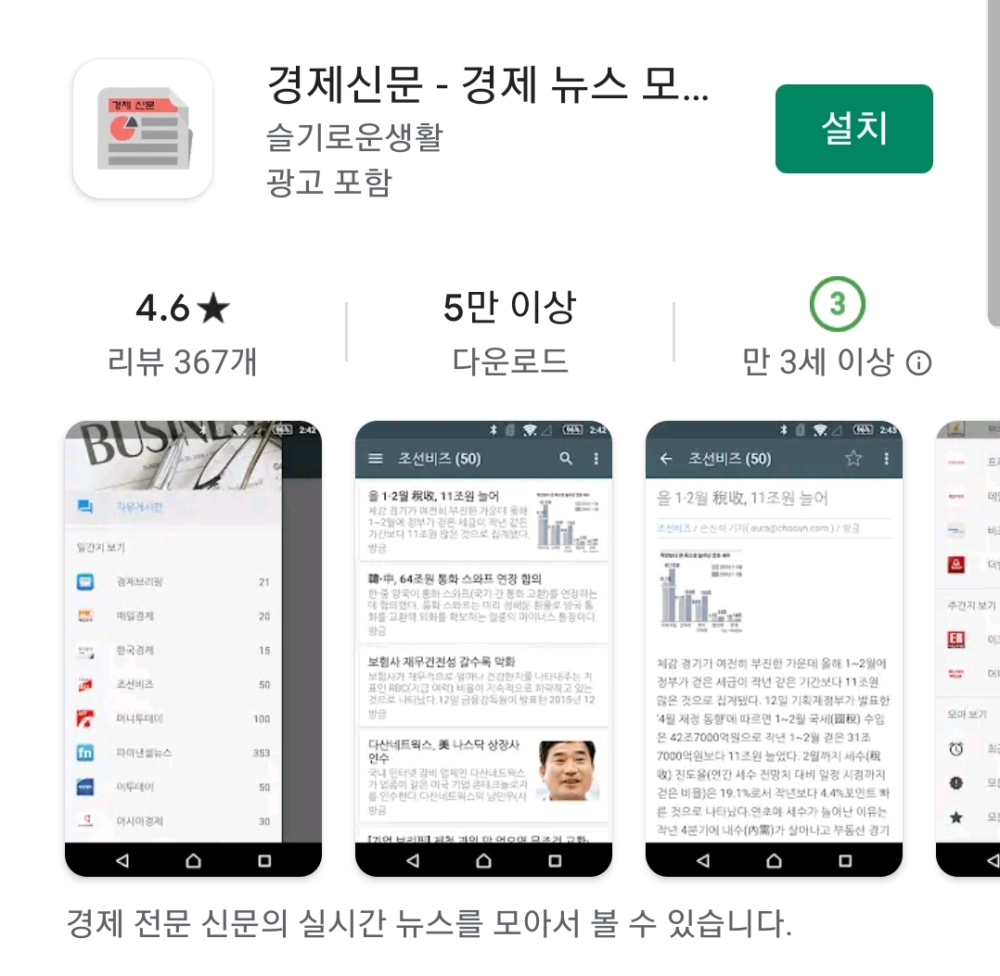 경제 신문
경제신문 - 경제 뉴스 모...
슬기로운생활
광고 포함
설치
4.6★
리뷰 367개
5만 이상
다운로드
3
만 3세 이상
BUSINE
2:42
자유게시판
일간지 보기
경제브리핑 21
매일경제 20
한국경제 15
조선비즈 50
머니투데이 100
파이낸셜뉴스 353
이투데이 50
아시아경제 30
96% 2:42
조선비즈 (50)
올 1·2월 稅收, 11조원 늘어
체감 경기가 여전히 부진한 가운데 올해
1~2월에 정부가 걷은 세금이 작년 같은
기간보다 11조원 많은 것으로 집계됐다.
방금
韓·中, 64조원 통화 스와프 연장 합의
한·중 양국이 통화 스와프(국가 간 통화 교환)를 연장하는
데 합의했다. 통화 스와프는 미리 정해둔 환율로 양국 통
화를 교환해 외화를 확보하는 일종의 마이너스 통장이다.
방금
보험사 재무건전성 갈수록 악화
보험사가 재무적으로 얼마나 건강한지를 나타내주는 지
표인 RBC(지급 여력) 비율이 지속적으로 하락하고 있는
것으로 나타났다.12일 금융감독원이 발표한 2015년 12
방금
다산네트웍스, 美 나스닥 상장사
인수
국내 인터넷 장비 업체인 다산네트웍스
가 업종이 같은 미국 기업 존테크놀로지
를 인수한다.다산네트웍스의 남민우(사
방금
96% 2:43
조선비즈 (50)
올 1·2월 稅收, 11조원 늘어
조선비즈 / 손진석 기자( aura@chosun.com ) / 방금
체감 경기가 여전히 부진한 가운데 올해 1~2월에
정부가 걷은 세금이 작년 같은 기간보다 11조원
많은 것으로 집계됐다. 12일 기획재정부가 발표한
'4월 재정 동향'에 따르면 1~2월 국세(國稅) 수입
은 42조7000억원으로 작년 1~2월 걷은 31조
7000억원보다 11조원 늘었다. 2월까지 세수(稅
收) 진도율(연간 세수 전망치 대비 일정 시점까지
걷은 비율)은 19.1%로서 작년보다 4.4%포인트 빠
른 것으로 나타났다.연초에 세수가 늘어난 이유는
작년 4분기에 내수(內需)가 살아나고 부동산 경기
주간지 보기
모아 보기
경제 전문 신문의 실시간 뉴스를 모아서 볼 수 있습니다.